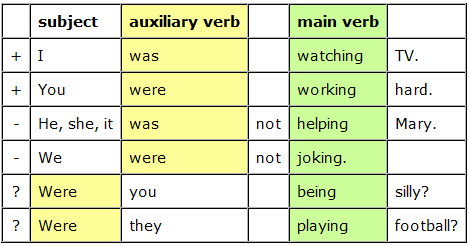 subject auxiliary verb main verb
+ I was watching TV.
+ You were working hard.
- He, she, it was not helping Mary.
- We were not joking.
? Were you being silly?
? Were they playing football?